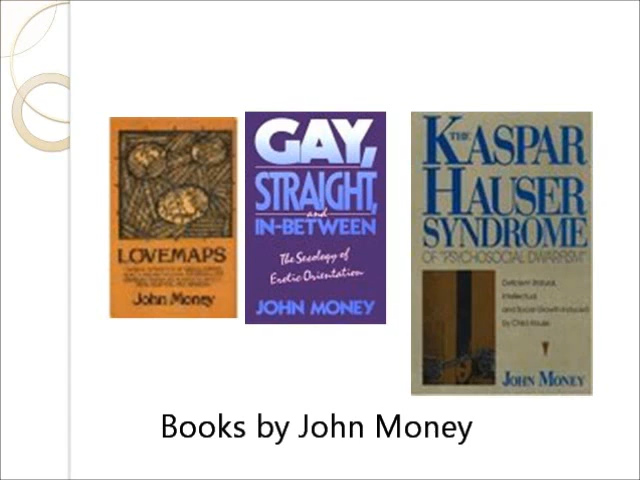 LOVEMAPS
John Money
GAY,
STRAIGHT,
and
IN-BETWEEN
The Sexology of
Erotic Orientation
JOHN MONEY
THE KASPAR
HAUSER
SYNDROME
OF "PSYCHOSOCIAL DWARFISM"
Deficient Statural,
Intellectual,
and Social Growth Induced
by Child Abuse
JOHN MONEY
Books by John Money